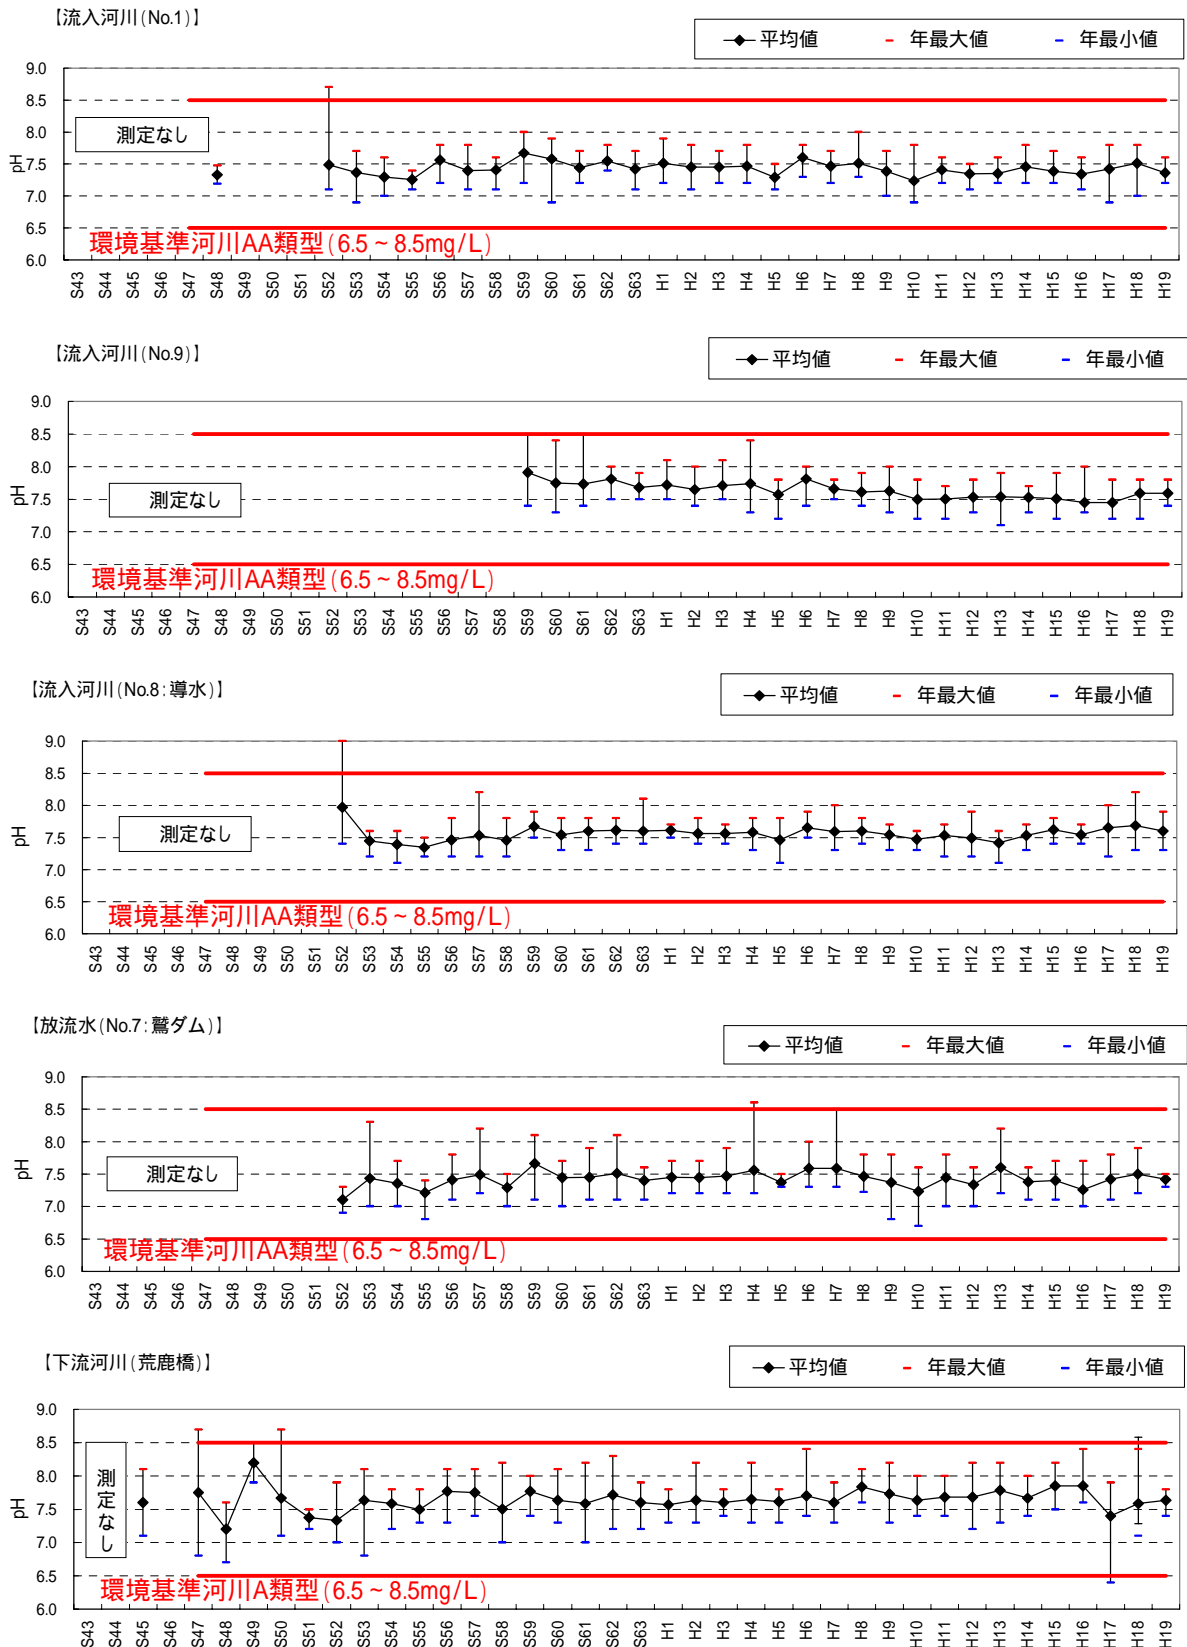 【流入河川(No.1)】
平均値 年最大値 年最小値
9.0
8.5
8.0
7.5
7.0
6.5
6.0
pH
測定なし
環境基準河川AA類型(6.5～8.5mg/L)
S43 S44 S45 S46 S47 S48 S49 S50 S51 S52 S53 S54 S55 S56 S57 S58 S59 S60 S61 S62 S63 H1 H2 H3 H4 H5 H6 H7 H8 H9 H10 H11 H12 H13 H14 H15 H16 H17 H18 H19
【流入河川(No.9)】
平均値 年最大値 年最小値
9.0
8.5
8.0
7.5
7.0
6.5
6.0
pH
測定なし
環境基準河川AA類型(6.5～8.5mg/L)
S43 S44 S45 S46 S47 S48 S49 S50 S51 S52 S53 S54 S55 S56 S57 S58 S59 S60 S61 S62 S63 H1 H2 H3 H4 H5 H6 H7 H8 H9 H10 H11 H12 H13 H14 H15 H16 H17 H18 H19
【流入河川(No.8:導水】
平均値 年最大値 年最小値
9.0
8.5
8.0
7.5
7.0
6.5
6.0
pH
測定なし
環境基準河川AA類型(6.5～8.5mg/L)
S43 S44 S45 S46 S47 S48 S49 S50 S51 S52 S53 S54 S55 S56 S57 S58 S59 S60 S61 S62 S63 H1 H2 H3 H4 H5 H6 H7 H8 H9 H10 H11 H12 H13 H14 H15 H16 H17 H18 H19
【放流水(No.7:鷲ダム)】
平均値 年最大値 年最小値
9.0
8.5
8.0
7.5
7.0
6.5
6.0
pH
測定なし
環境基準河川AA類型(6.5～8.5mg/L)
S43 S44 S45 S46 S47 S48 S49 S50 S51 S52 S53 S54 S55 S56 S57 S58 S59 S60 S61 S62 S63 H1 H2 H3 H4 H5 H6 H7 H8 H9 H10 H11 H12 H13 H14 H15 H16 H17 H18 H19
【下流河川(荒鹿橋)】
平均値 年最大値 年最小値
9.0
8.5
8.0
7.5
7.0
6.5
6.0
pH
測定なし
環境基準河川A類型(6.5～8.5mg/L)
S43 S44 S45 S46 S47 S48 S49 S50 S51 S52 S53 S54 S55 S56 S57 S58 S59 S60 S61 S62 S63 H1 H2 H3 H4 H5 H6 H7 H8 H9 H10 H11 H12 H13 H14 H15 H16 H17 H18 H19